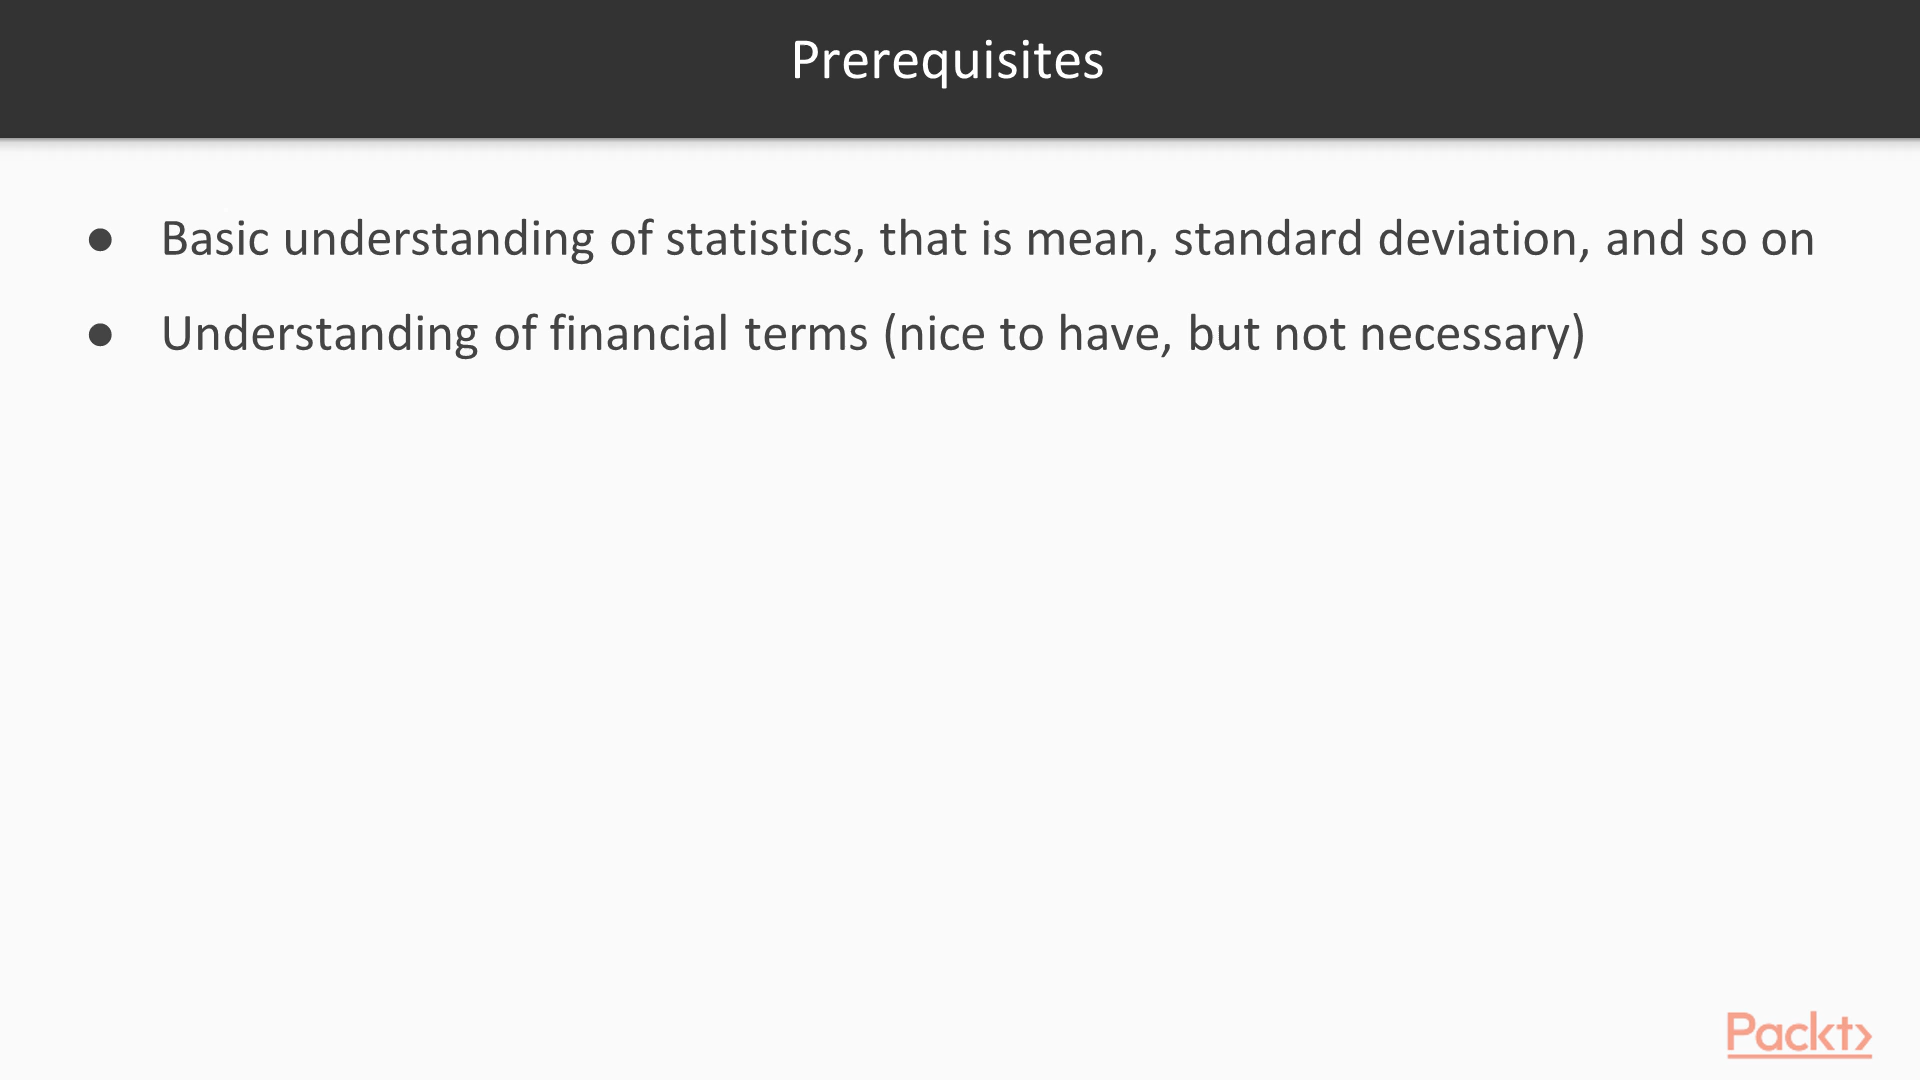 Prerequisites
● Basic understanding of statistics, that is mean, standard deviation, and so on
● Understanding of financial terms (nice to have, but not necessary)
Packt>